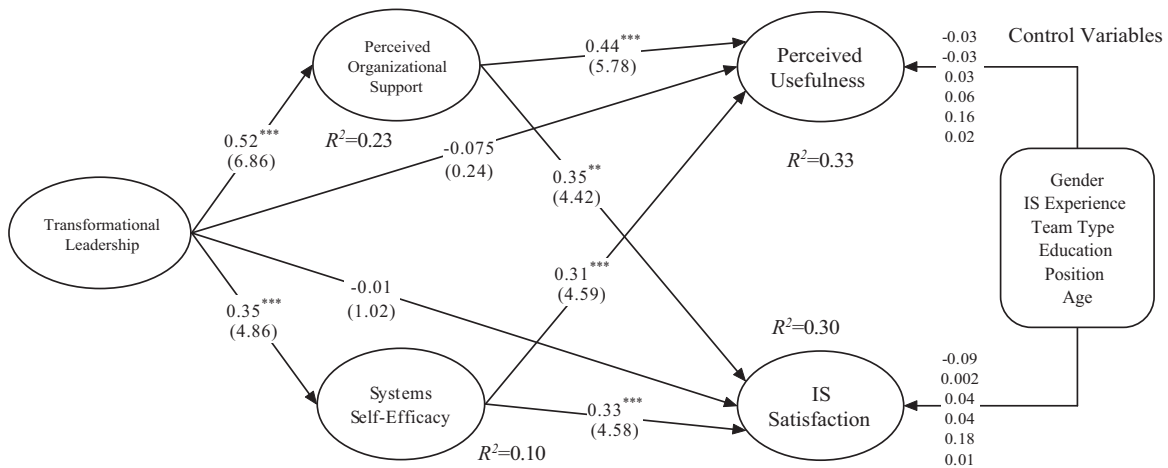 Perceived
Organizational
Support
R²=0.23
0.44***
(5.78)
Perceived
Usefulness
R²=0.33
-0.03
-0.03
0.03
0.06
0.16
0.02
Control Variables
0.52***
(6.86)
-0.075
(0.24)
0.35**
(4.42)
Transformational
Leadership
Gender
IS Experience
Team Type
Education
Position
Age
0.35***
(4.86)
-0.01
(1.02)
0.31***
(4.59)
R²=0.30
Systems
Self-Efficacy
R²=0.10
0.33***
(4.58)
IS
Satisfaction
-0.09
0.002
0.04
0.04
0.18
0.01